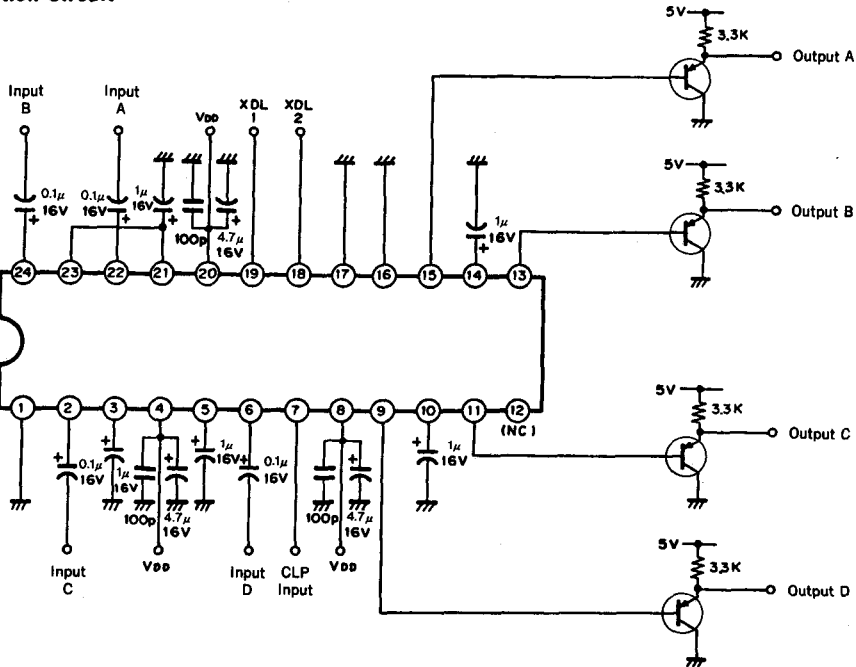 5V
3.3K
Output A
Input
B
Input
A
VDD
XDL
1
XDL
2
0.1μ
16V
+
0.1μ
16V
+
1μ
16V
+
100p
4.7μ
16V
+
1μ
16V
+
5V
3.3K
Output B
24
23
22
21
20
19
18
17
16
15
14
13
1
2
3
4
5
6
7
8
9
10
11
12
(NC)
+
0.1μ
16V
+
1μ
16V
100p
+
4.7μ
16V
+
1μ
16V
+
0.1μ
16V
100p
+
4.7μ
16V
+
1μ
16V
Input
C
VDD
Input
D
CLP
Input
VDD
5V
3.3K
Output C
5V
3.3K
Output D